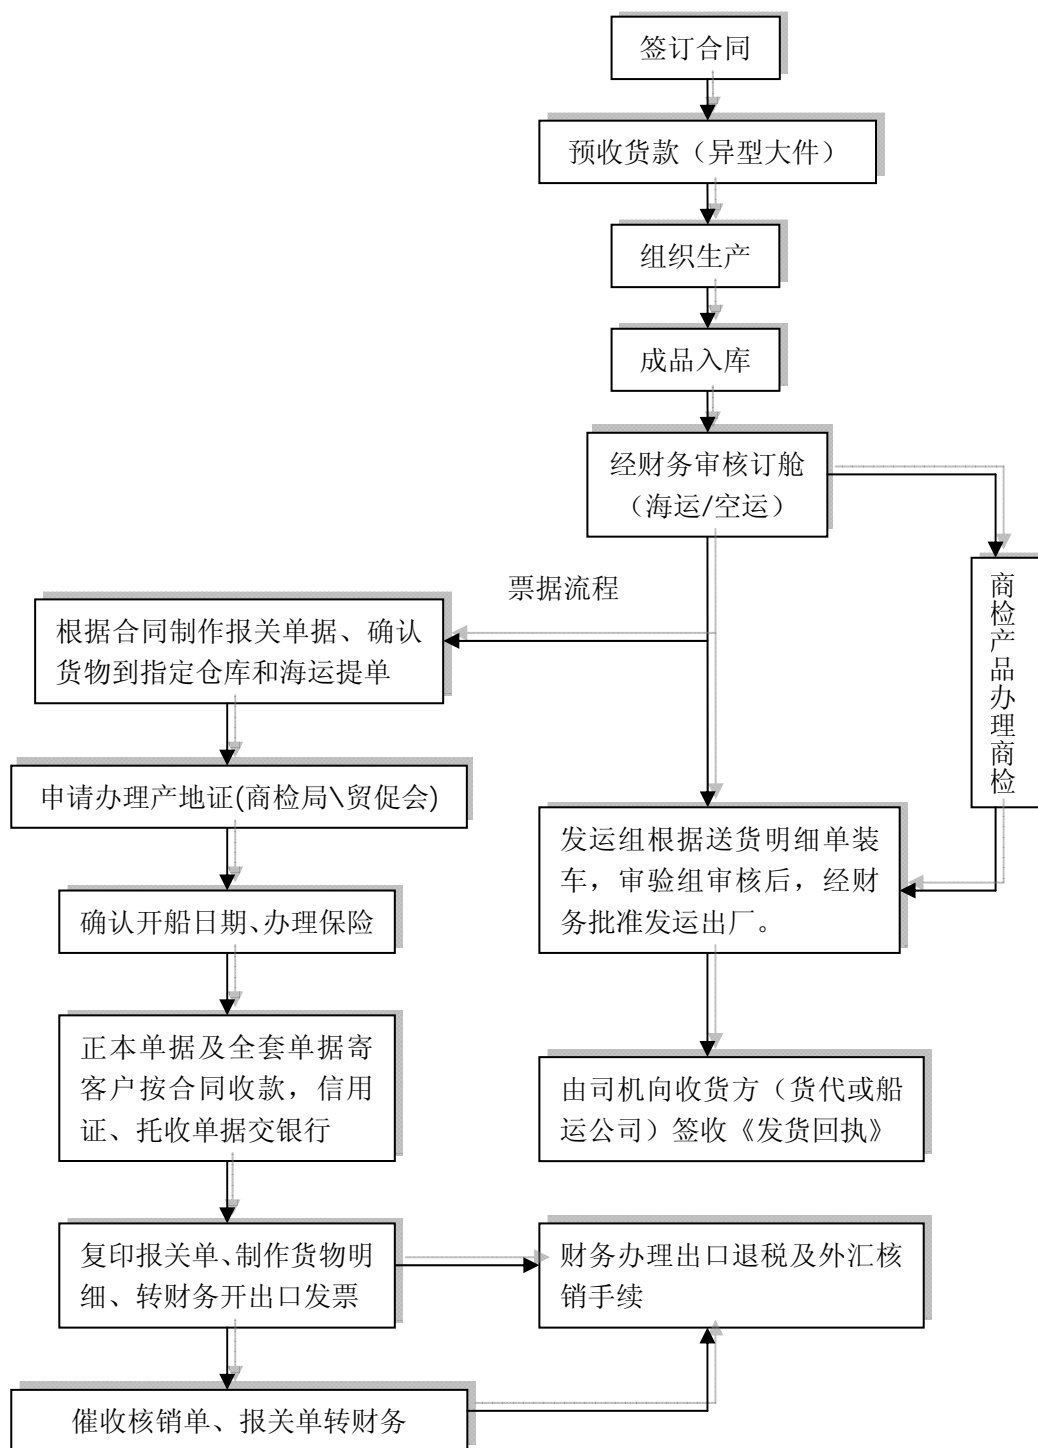 签订合同
预收货款（异型大件）
组织生产
成品入库
经财务审核订舱
（海运/空运）
票据流程
商检产品办理商检
根据合同制作报关单据、确认
货物到指定仓库和海运提单
申请办理产地证(商检局\贸促会)
发运组根据送货明细单装
车，审验组审核后，经财
务批准发运出厂。
确认开船日期、办理保险
正本单据及全套单据寄
客户按合同收款，信用
证、托收单据交银行
由司机向收货方（货代或船
运公司）签收《发货回执》
复印报关单、制作货物明
细、转财务开出口发票
财务办理出口退税及外汇核
销手续
催收核销单、报关单转财务